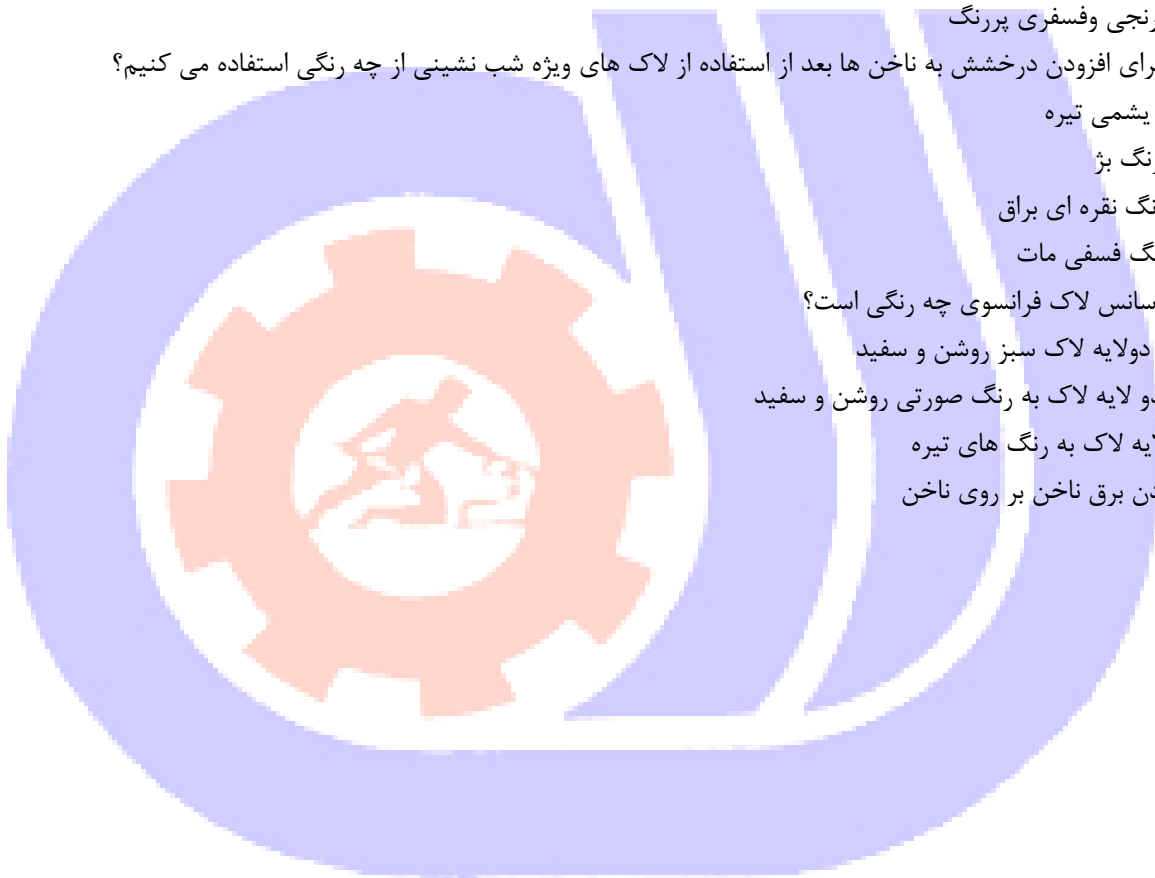 رنجی وفسفری پررنگ
رای افزودن درخشش به ناخن ها بعد از استفاده از لاک های ویژه شب نشینی از چه رنگی استفاده می کنیم؟
یشمی تیره
نگ بژ
نگ نقره ای براق
گ فسفی مات
سانس لاک فرانسوی چه رنگی است؟
دولایه لاک سبز روشن و سفید
دو لایه لاک به رنگ صورتی روشن و سفید
ایه لاک به رنگ های تیره
دن برق ناخن بر روی ناخن